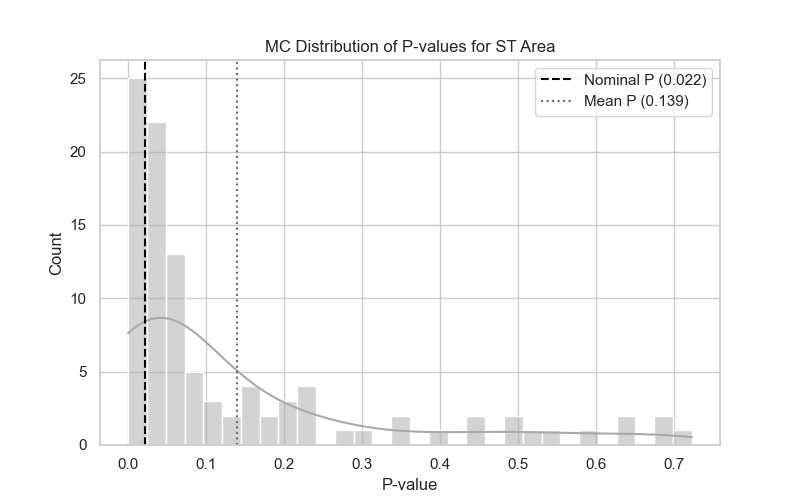 MC Distribution of P-values for ST Area
Nominal P (0.022)
Mean P (0.139)
Count
25
20
15
10
5
0
0.0 0.1 0.2 0.3 0.4 0.5 0.6 0.7
P-value